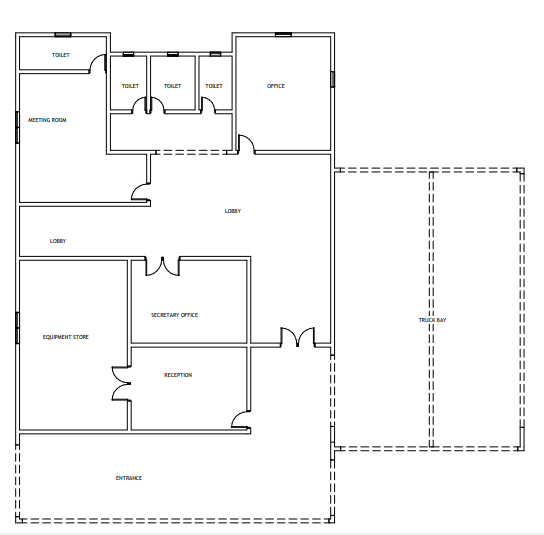 TOILET
TOILET
TOILET
TOILET
OFFICE
MEETING ROOM
LOBBY
LOBBY
SECRETARY OFFICE
TRUCK BAY
EQUIPMENT STORE
RECEPTION
ENTRANCE